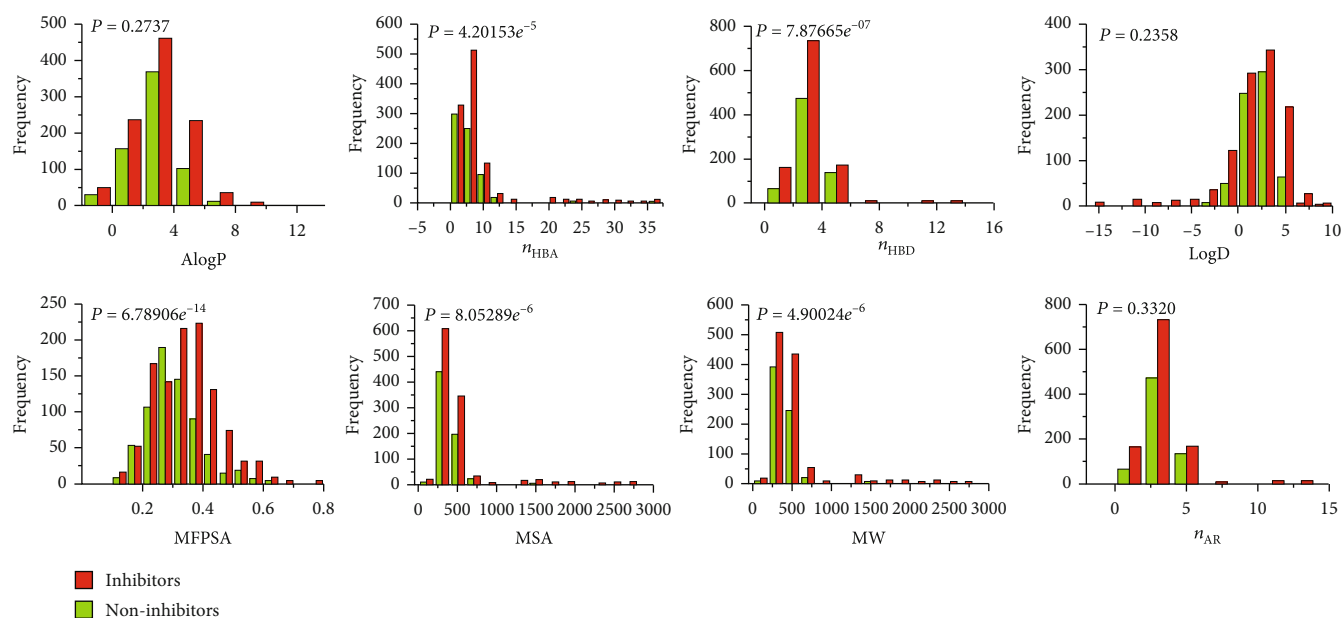 P = 0.2737
500
400
300
200
100
0
Frequency
0 4 8 12
AlogP
P = 4.20153e–5
600
500
400
300
200
100
0
Frequency
–5 0 5 10 15 20 25 30 35
nHBA
P = 7.87665e–07
800
600
400
200
0
Frequency
0 4 8 12 16
nHBD
P = 0.2358
400
300
200
100
0
Frequency
–15 –10 –5 0 5 10
LogD
P = 6.78906e–14
250
200
150
100
50
0
Frequency
0.2 0.4 0.6 0.8
MFPSA
P = 8.05289e–6
700
600
500
400
300
200
100
0
Frequency
0 500 1000 1500 2000 2500 3000
MSA
P = 4.90024e–6
600
500
400
300
200
100
0
Frequency
0 500 1000 1500 2000 2500 3000
MW
P = 0.3320
800
600
400
200
0
Frequency
0 5 10 15
nAR
Inhibitors
Non-inhibitors